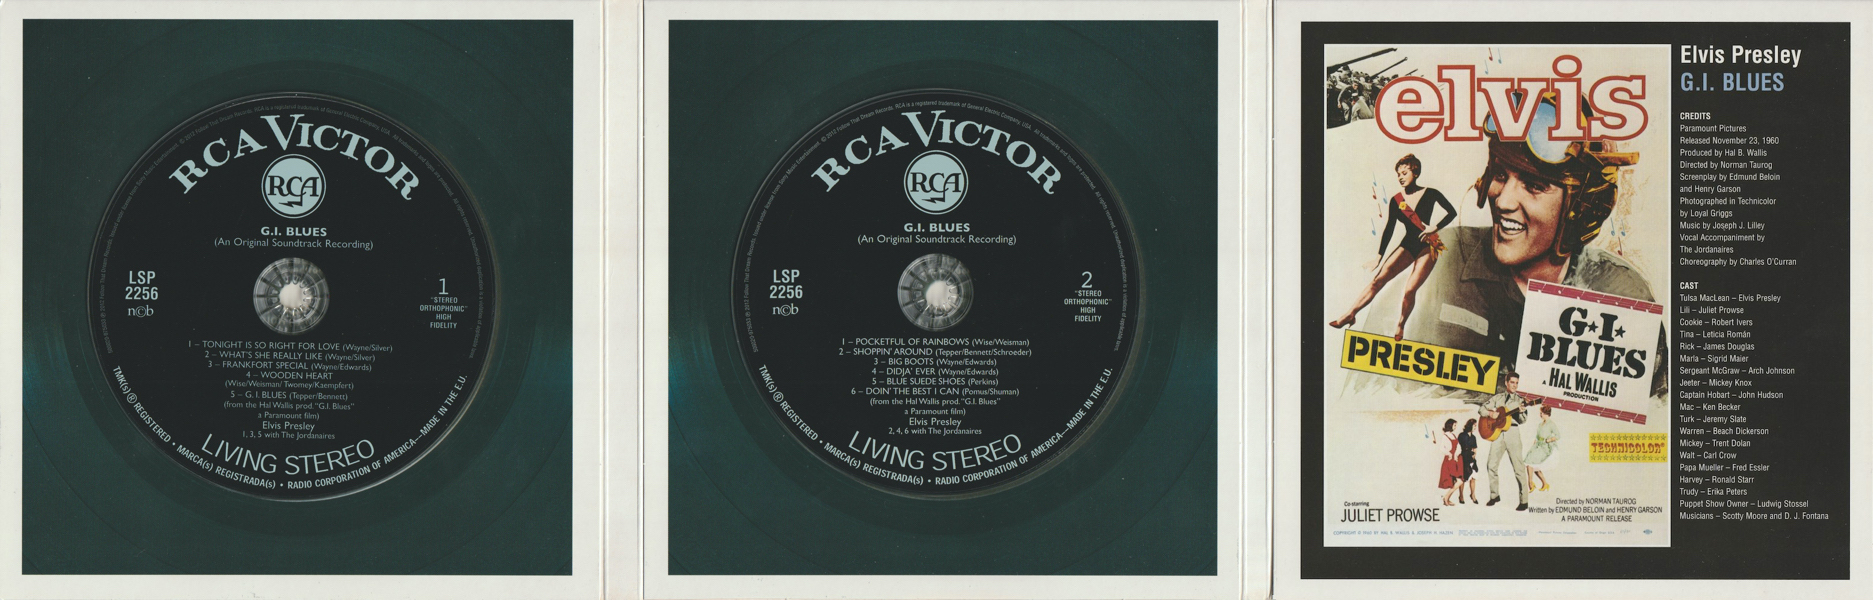 RCA VICTOR
RCA
G.I. BLUES
(An Original Soundtrack Recording)
LSP
2256
n©b
1
"STEREO
ORTHOPHONIC"
HIGH
FIDELITY
1 – TONIGHT IS SO RIGHT FOR LOVE (Wayne/Silver)
2 – WHAT'S SHE REALLY LIKE (Wayne/Silver)
3 – FRANKFORT SPECIAL (Wayne/Edwards)
4 – WOODEN HEART
(Wise/Weisman/ Twomey/Kaempfert)
5 – G. I. BLUES (Tepper/Bennett)
(from the Hal Wallis prod. "G.I. Blues"
a Paramount film)
Elvis Presley
1, 3, 5 with The Jordanaires
LIVING STEREO
TMK(s) ® REGISTERED • MARCA(s) REGISTRADA(s) • RADIO CORPORATION OF AMERICA—MADE IN THE E.U.
RCA VICTOR
RCA
G.I. BLUES
(An Original Soundtrack Recording)
LSP
2256
n©b
2
"STEREO
ORTHOPHONIC"
HIGH
FIDELITY
1 – POCKETFUL OF RAINBOWS (Wise/Weisman)
2 – SHOPPIN' AROUND (Tepper/Bennett/Schroeder)
3 – BIG BOOTS (Wayne/Edwards)
4 – DIDJA' EVER (Wayne/Edwards)
5 – BLUE SUEDE SHOES (Perkins)
6 – DOIN' THE BEST I CAN (Pomus/Shuman)
(from the Hal Wallis prod. "G.I. Blues"
a Paramount film)
Elvis Presley
2, 4, 6 with The Jordanaires
LIVING STEREO
TMK(s) ® REGISTERED • MARCA(s) REGISTRADA(s) • RADIO CORPORATION OF AMERICA—MADE IN THE E.U.
elvis
PRESLEY
G·I·
BLUES
A HAL WALLIS
PRODUCTION
TECHNICOLOR®
Co-starring
JULIET PROWSE
Directed by NORMAN TAUROG
Written by EDMUND BELOIN and HENRY GARSON
A PARAMOUNT RELEASE
Elvis Presley
G.I. BLUES
CREDITS
Paramount Pictures
Released November 23, 1960
Produced by Hal B. Wallis
Directed by Norman Taurog
Screenplay by Edmund Beloin
and Henry Garson
Photographed in Technicolor
by Loyal Griggs
Music by Joseph J. Lilley
Vocal Accompaniment by
The Jordanaires
Choreography by Charles O'Curran
CAST
Tulsa MacLean – Elvis Presley
Lili – Juliet Prowse
Cookie – Robert Ivers
Tina – Leticia Román
Rick – James Douglas
Marla – Sigrid Maier
Sergeant McGraw – Arch Johnson
Jeeter – Mickey Knox
Captain Hobart – John Hudson
Mac – Ken Becker
Turk – Jeremy Slate
Warren – Beach Dickerson
Mickey – Trent Dolan
Walt – Carl Crow
Papa Mueller – Fred Essler
Harvey – Ronald Starr
Trudy – Erika Peters
Puppet Show Owner – Ludwig Stossel
Musicians – Scotty Moore and D. J. Fontana